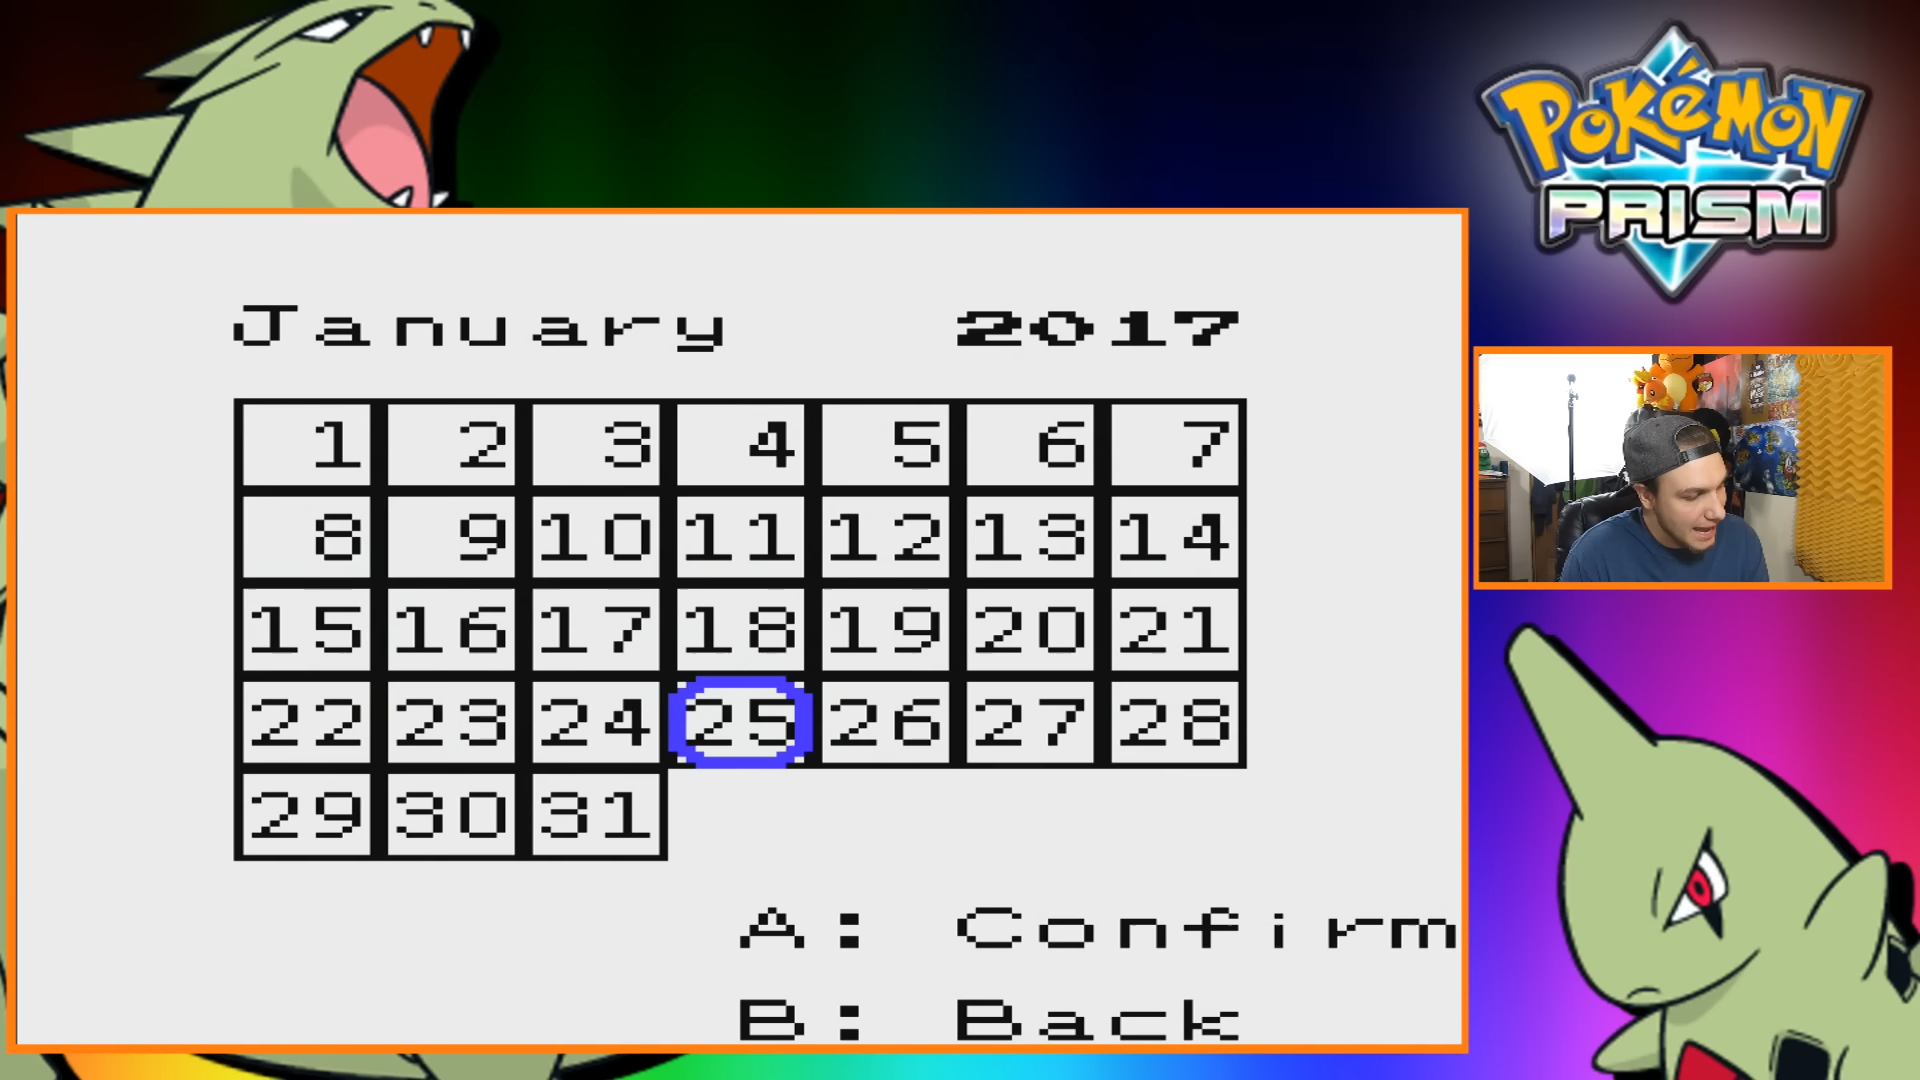 POKéMON
PRISM
January 2017
1 2 3 4 5 6 7
8 9 10 11 12 13 14
15 16 17 18 19 20 21
22 23 24 25 26 27 28
29 30 31
A: Confirm
B: Back